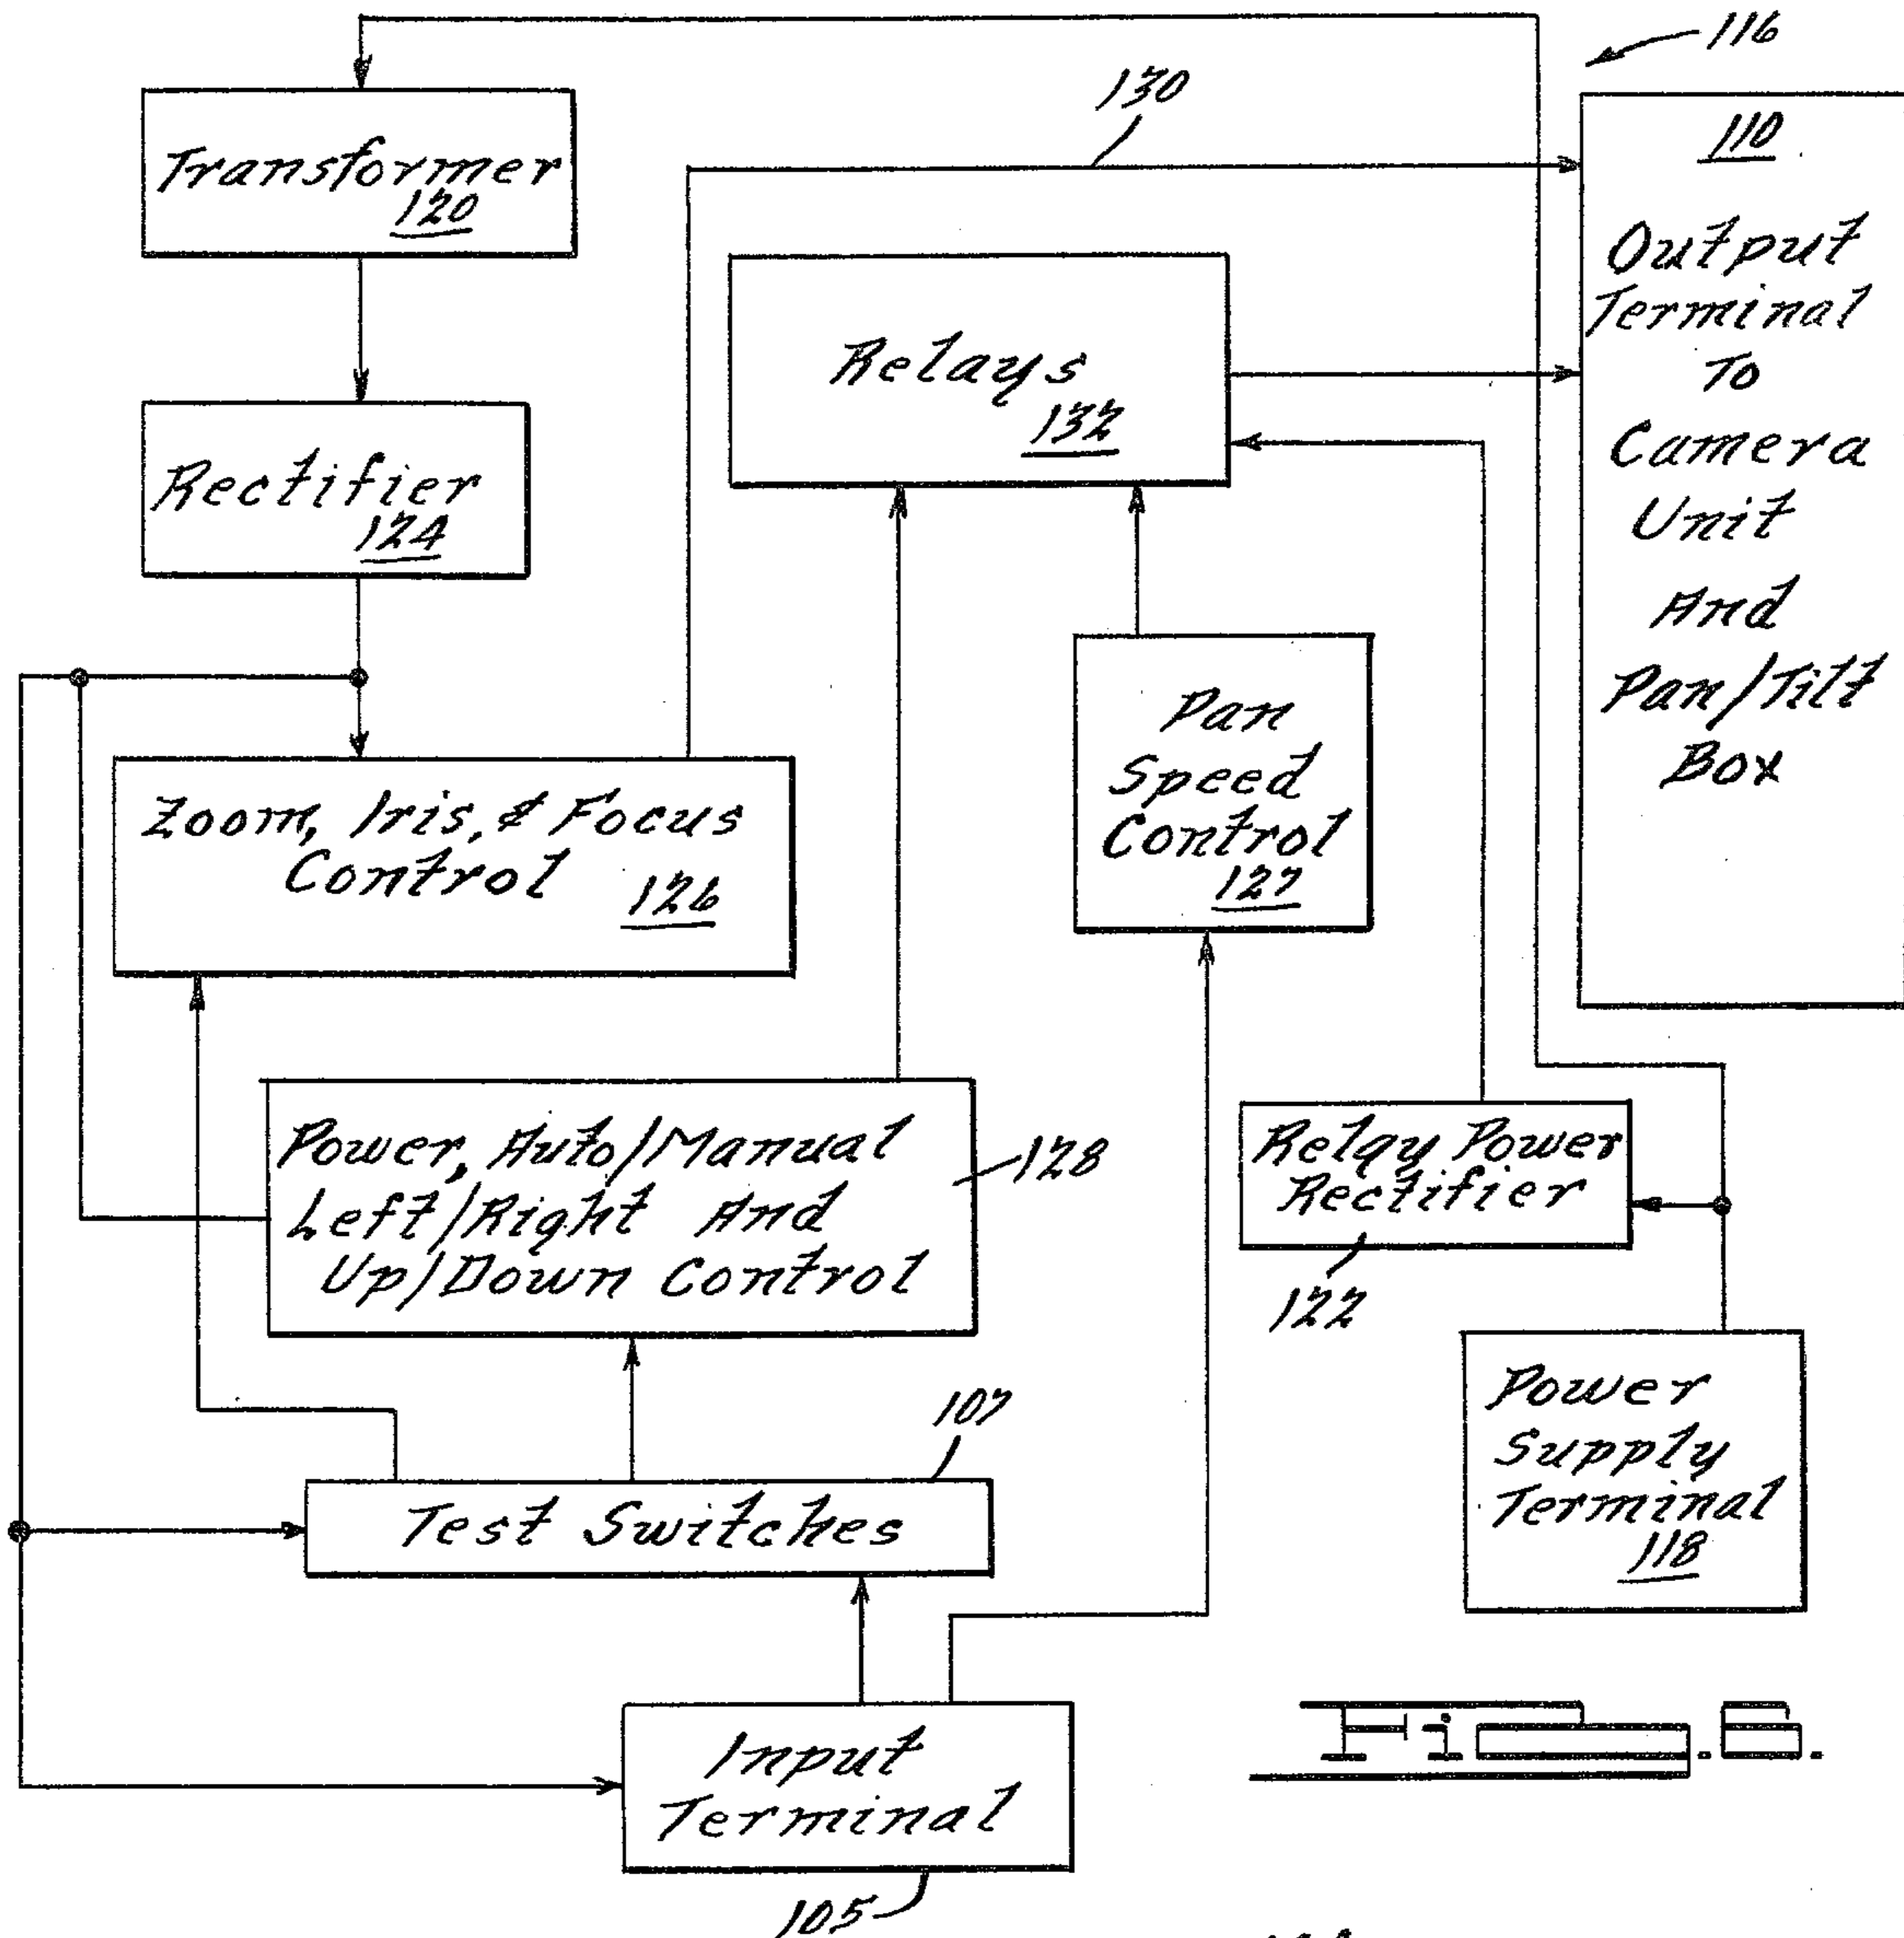 116
130
Transformer
120
110
Output
Terminal
To
Camera
Unit
And
Pan/Tilt
Box
Relays
132
Rectifier
124
Pan
Speed
Control
127
Zoom, Iris, & Focus
Control
126
Power, Auto/Manual
Left/Right And
Up/Down Control
128
Relay Power
Rectifier
122
Power
Supply
Terminal
118
107
Test Switches
Input
Terminal
105